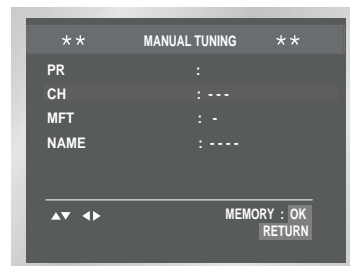 ** MANUAL TUNING **
PR :
CH : ---
MFT : -
NAME : ----
▲▼ ◀▶ MEMORY : OK
RETURN